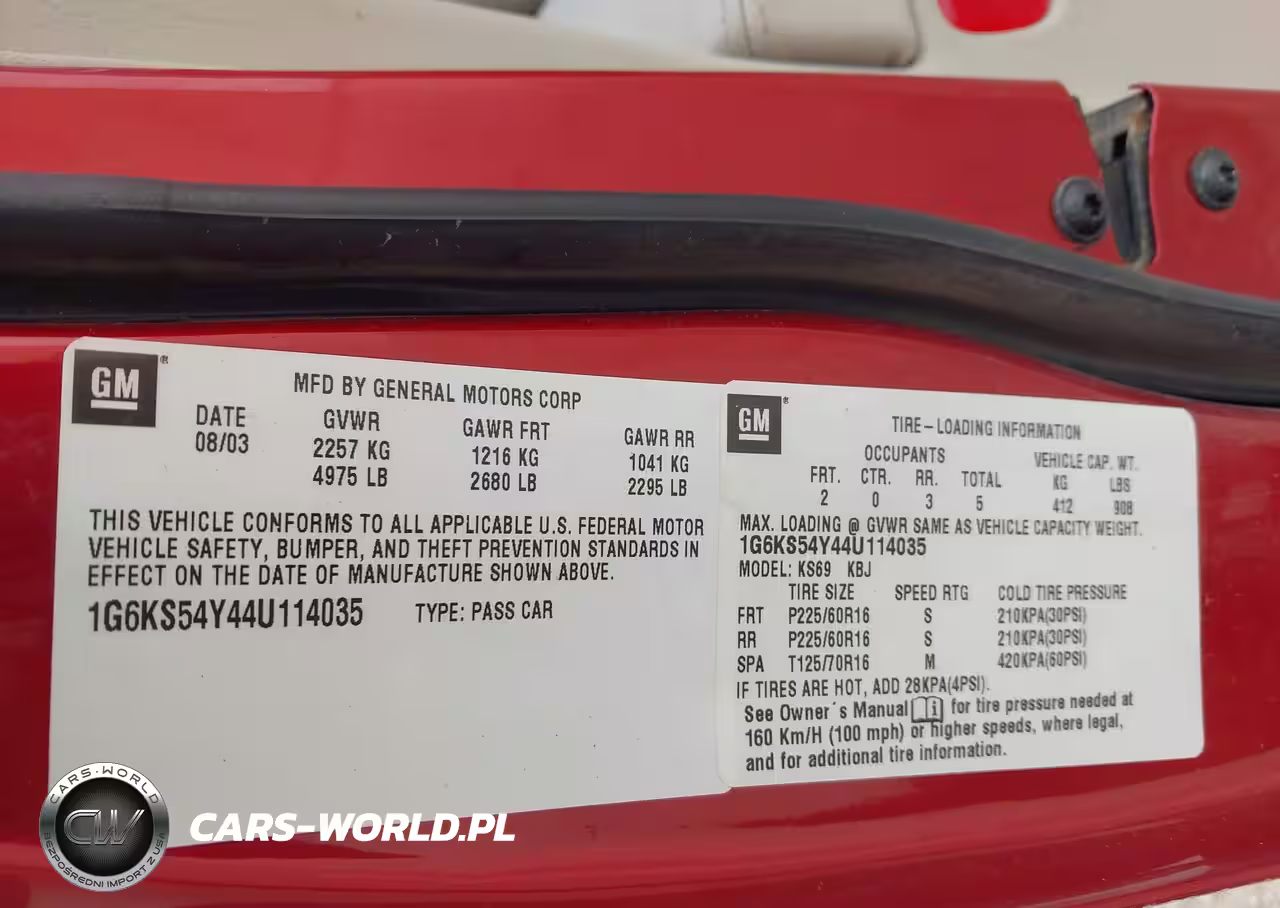 GM
®
MFD BY GENERAL MOTORS CORP
DATE GVWR GAWR FRT GAWR RR
08/03 2257 KG 1216 KG 1041 KG
4975 LB 2680 LB 2295 LB
THIS VEHICLE CONFORMS TO ALL APPLICABLE U.S. FEDERAL MOTOR
VEHICLE SAFETY, BUMPER, AND THEFT PREVENTION STANDARDS IN
EFFECT ON THE DATE OF MANUFACTURE SHOWN ABOVE.
1G6KS54Y44U114035 TYPE: PASS CAR
GM
®
TIRE-LOADING INFORMATION
OCCUPANTS VEHICLE CAP. WT.
FRT. CTR. RR. TOTAL KG LBS
2 0 3 5 412 908
MAX. LOADING @ GVWR SAME AS VEHICLE CAPACITY WEIGHT.
1G6KS54Y44U114035
MODEL: KS69 KBJ
TIRE SIZE SPEED RTG COLD TIRE PRESSURE
FRT P225/60R16 S 210KPA(30PSI)
RR P225/60R16 S 210KPA(30PSI)
SPA T125/70R16 M 420KPA(60PSI)
IF TIRES ARE HOT, ADD 28KPA(4PSI).
See Owner's Manual i for tire pressure needed at
160 Km/H (100 mph) or higher speeds, where legal,
and for additional tire information.
CARS-WORLD
CW
BEZPOŚREDNI IMPORT Z USA
CARS-WORLD.PL